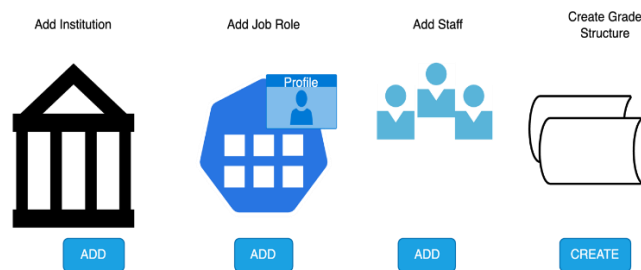 Add Institution
Add Job Role
Add Staff
Create Grade
Structure
Profile
ADD
ADD
ADD
CREATE